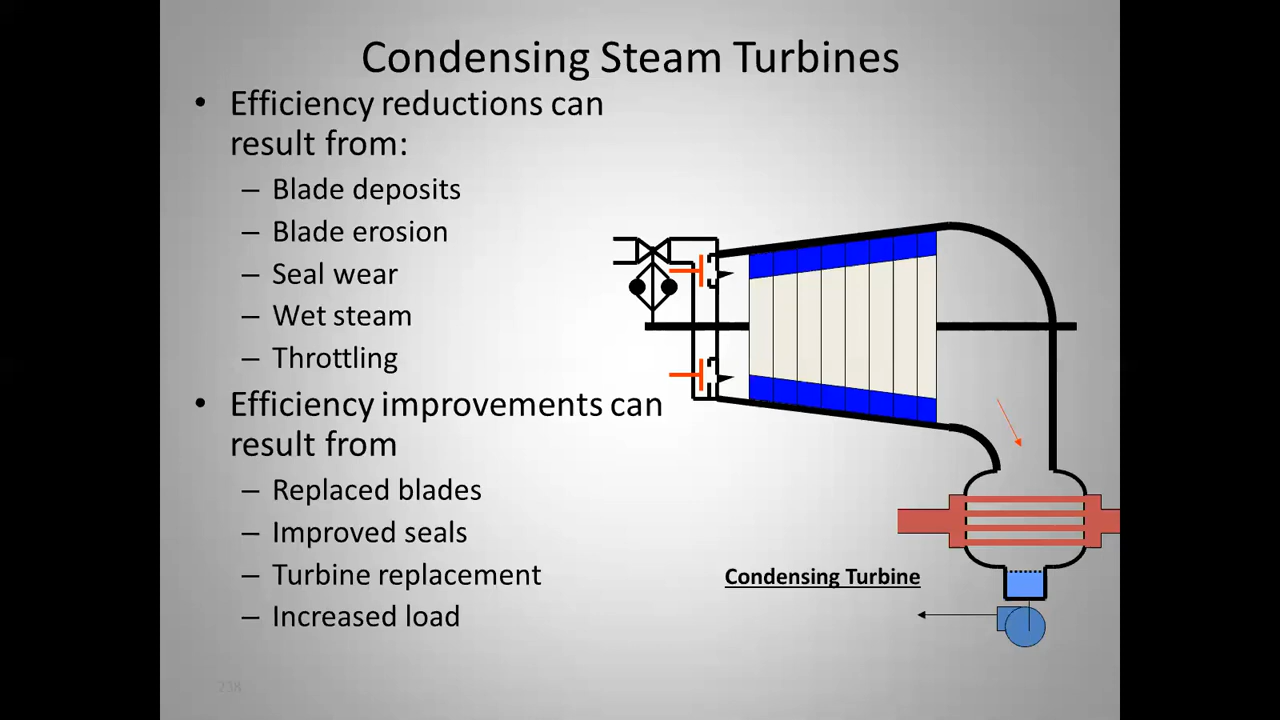 Condensing Steam Turbines
• Efficiency reductions can
result from:
– Blade deposits
– Blade erosion
– Seal wear
– Wet steam
– Throttling
• Efficiency improvements can
result from
– Replaced blades
– Improved seals
– Turbine replacement
– Increased load
Condensing Turbine
238